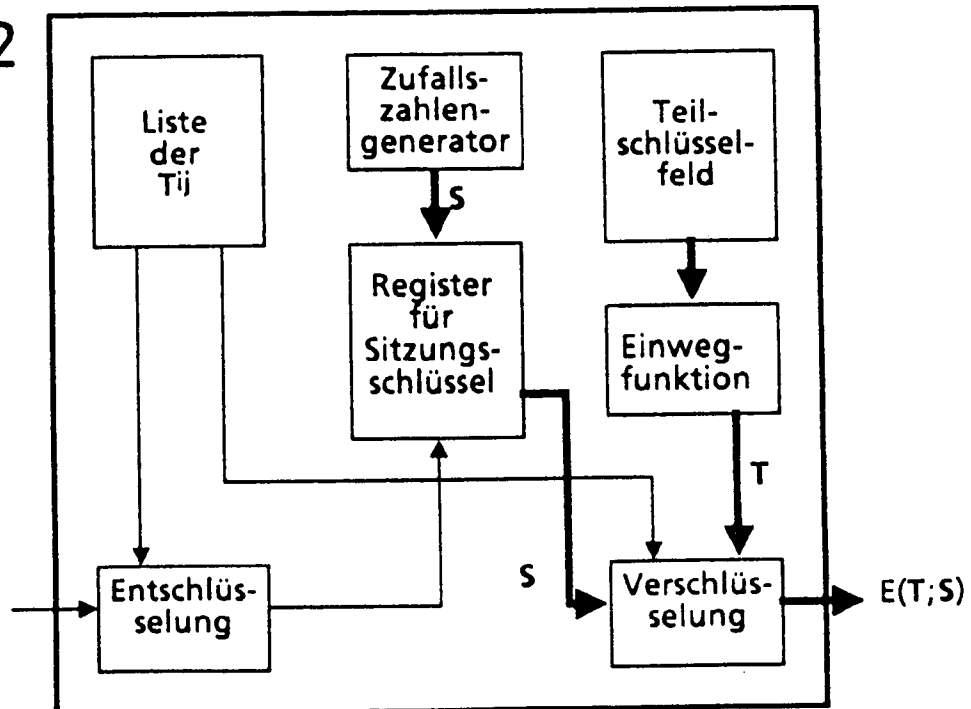 2
Liste
der
Tij
Zufalls-
zahlen-
generator
Teil-
schlüssel-
feld
S
Register
für
Sitzungs-
schlüssel
Einweg-
funktion
T
Entschlüs-
selung
S
Verschlüs-
selung
E(T;S)